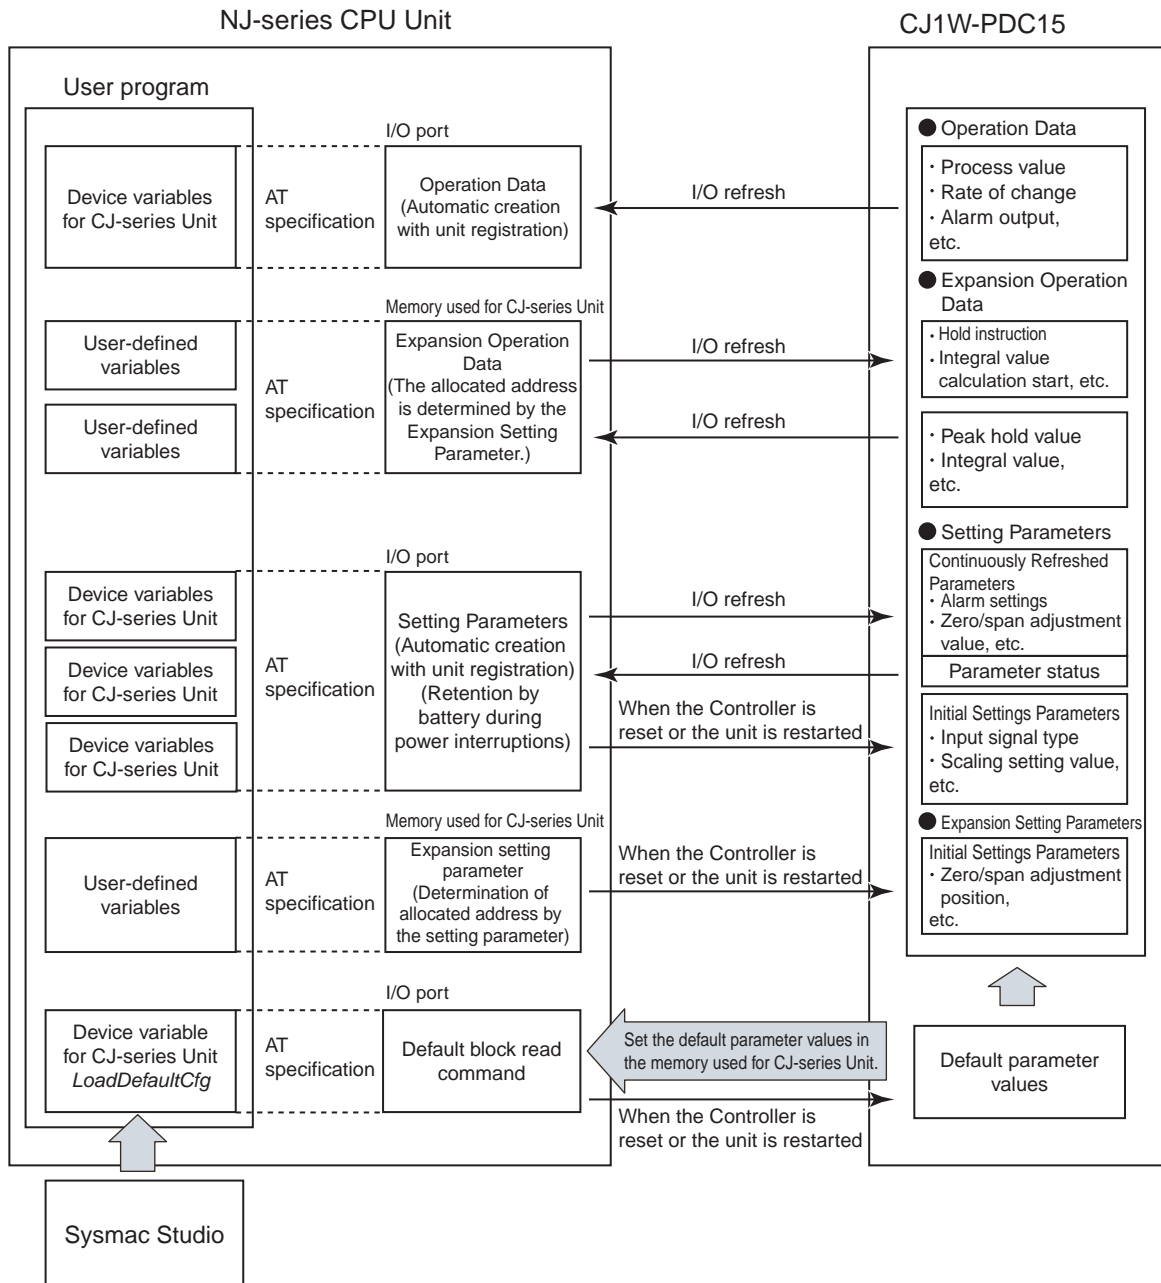 NJ-series CPU Unit
CJ1W-PDC15
User program
I/O port
Device variables
for CJ-series Unit
AT
specification
Operation Data
(Automatic creation
with unit registration)
I/O refresh
● Operation Data
・Process value
・Rate of change
・Alarm output,
etc.
● Expansion Operation
Data
Memory used for CJ-series Unit
User-defined
variables
User-defined
variables
AT
specification
Expansion Operation
Data
(The allocated address
is determined by the
Expansion Setting
Parameter.)
I/O refresh
I/O refresh
・Hold instruction
・Integral value
calculation start, etc.
・Peak hold value
・Integral value,
etc.
● Setting Parameters
I/O port
Device variables
for CJ-series Unit
Device variables
for CJ-series Unit
Device variables
for CJ-series Unit
AT
specification
Setting Parameters
(Automatic creation
with unit registration)
(Retention by
battery during
power interruptions)
I/O refresh
I/O refresh
When the Controller is
reset or the unit is restarted
Continuously Refreshed
Parameters
・Alarm settings
・Zero/span adjustment
value, etc.
Parameter status
Initial Settings Parameters
・Input signal type
・Scaling setting value,
etc.
● Expansion Setting Parameters
Memory used for CJ-series Unit
User-defined
variables
AT
specification
Expansion setting
parameter
(Determination of
allocated address by
the setting parameter)
When the Controller is
reset or the unit is restarted
Initial Settings Parameters
・Zero/span adjustment
position,
etc.
I/O port
Device variable
for CJ-series Unit
LoadDefaultCfg
AT
specification
Default block read
command
Set the default parameter values in
the memory used for CJ-series Unit.
When the Controller is
reset or the unit is restarted
Default parameter
values
Sysmac Studio